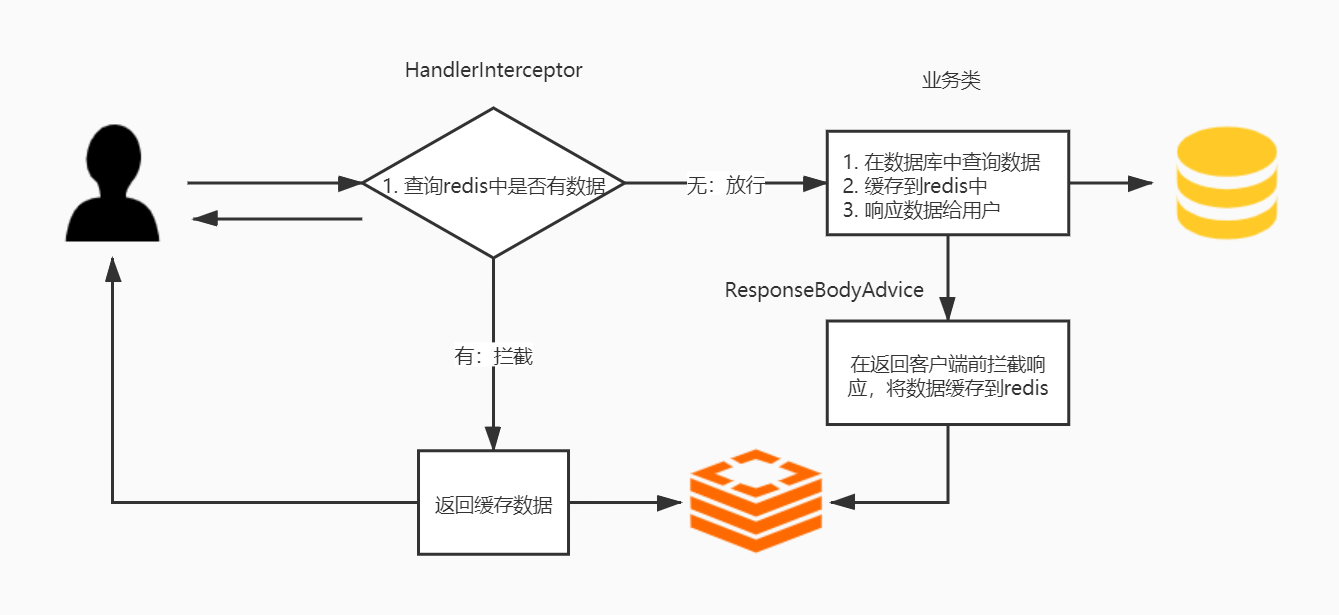 HandlerInterceptor
业务类
1. 查询redis中是否有数据
无：放行
1. 在数据库中查询数据
2. 缓存到redis中
3. 响应数据给用户
ResponseBodyAdvice
有：拦截
在返回客户端前拦截响
应，将数据缓存到redis
返回缓存数据